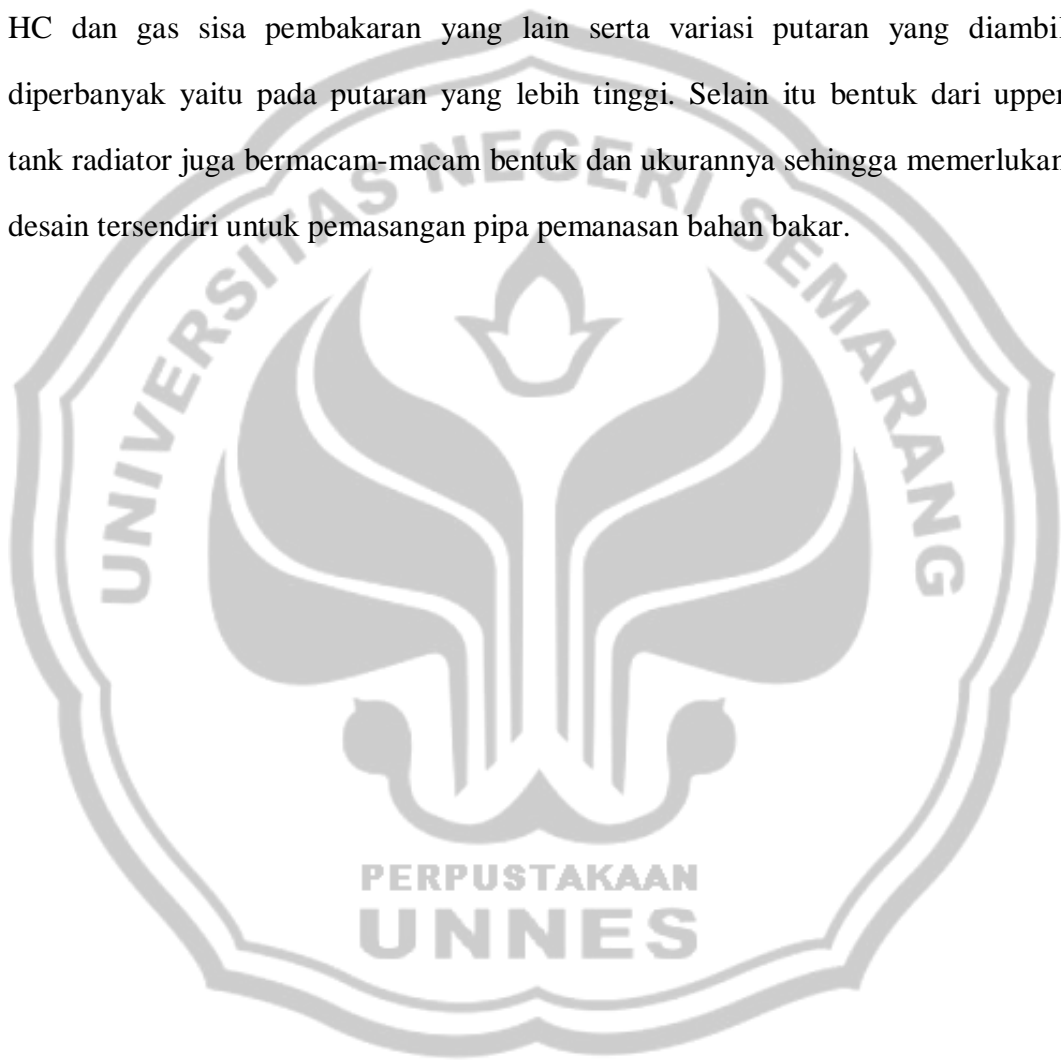 HC dan gas sisa pembakaran yang lain serta variasi putaran yang diambil
diperbanyak yaitu pada putaran yang lebih tinggi. Selain itu bentuk dari upper
tank radiator juga bermacam-macam bentuk dan ukurannya sehingga memerlukan
desain tersendiri untuk pemasangan pipa pemanasan bahan bakar.
UNIVERSITAS NEGERI SEMARANG
PERPUSTAKAAN
UNNES